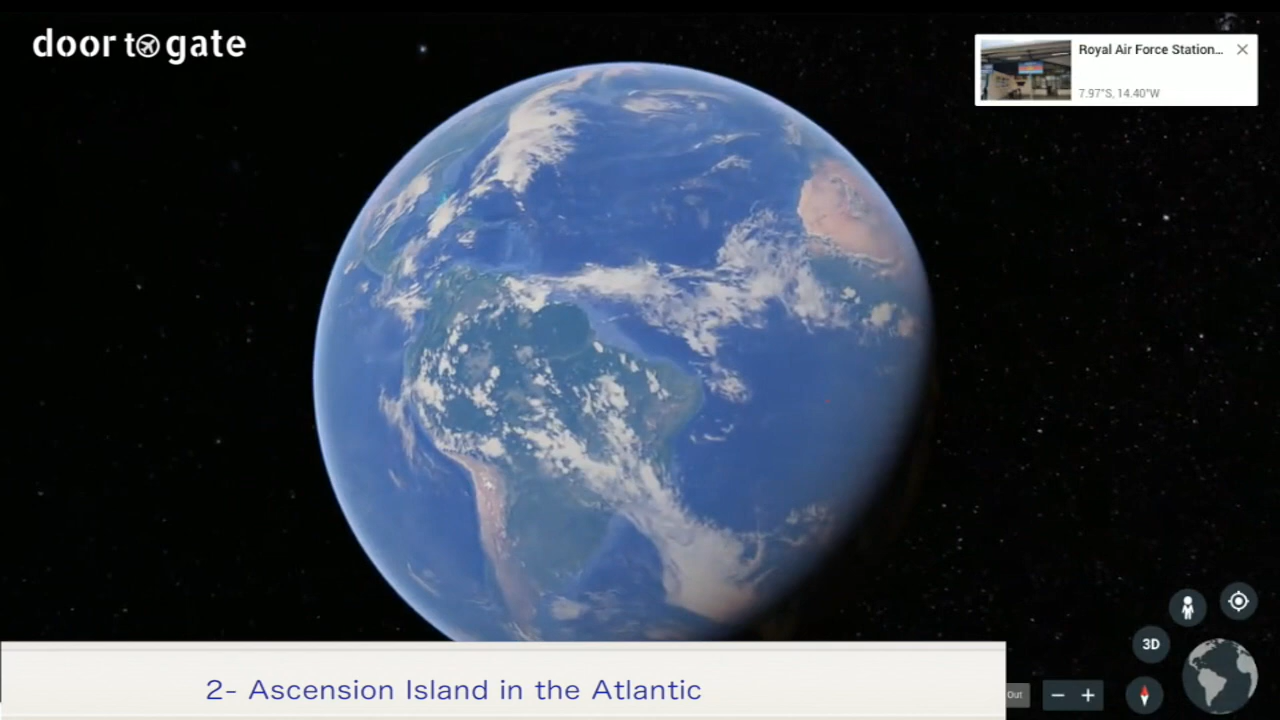 door to gate
Royal Air Force Station...
7.97°S, 14.40°W
3D
Out
2- Ascension Island in the Atlantic